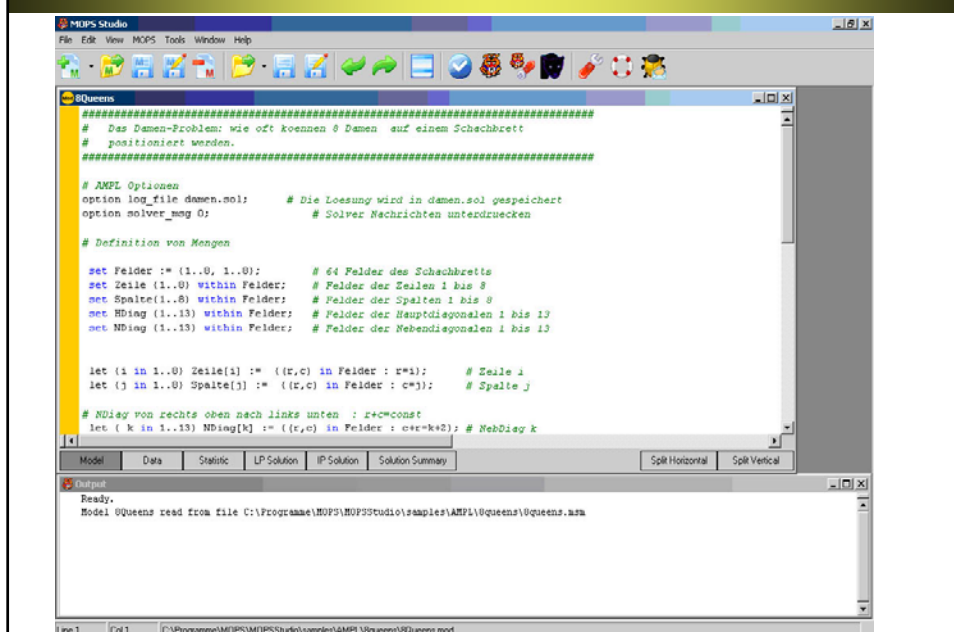 MOPS Studio
File Edit View MOPS Tools Window Help
8Queens
################################################################################
# Das Damen-Problem: wie oft koennen 8 Damen auf einem Schachbrett
# positioniert werden.
################################################################################
# AMPL Optionen
option log_file damen.sol; # Die Loesung wird in damen.sol gespeichert
option solver_msg 0; # Solver Nachrichten unterdruecken
# Definition von Mengen
set Felder := {1..8, 1..8}; # 64 Felder des Schachbretts
set Zeile {1..8} within Felder; # Felder der Zeilen 1 bis 8
set Spalte{1..8} within Felder; # Felder der Spalten 1 bis 8
set HDiag {1..13} within Felder; # Felder der Hauptdiagonalen 1 bis 13
set NDiag {1..13} within Felder; # Felder der Nebendiagonalen 1 bis 13
let {i in 1..8} Zeile[i] := {(r,c) in Felder : r=i}; # Zeile i
let {j in 1..8} Spalte[j] := {(r,c) in Felder : c=j}; # Spalte j
# NDiag von rechts oben nach links unten : r+c=const
let { k in 1..13} NDiag[k] := {(r,c) in Felder : c+r=k+2}; # NebDiag k
Model Data Statistic LP Solution IP Solution Solution Summary Split Horizontal Split Vertical
Output
Ready.
Model 8Queens read from file C:\Programme\MOPS\MOPSStudio\samples\AMPL\8queens\8queens.msm
Line 1 Col 1 C:\Programme\MOPS\MOPSStudio\samples\AMPL\8queens\8Queens.mod